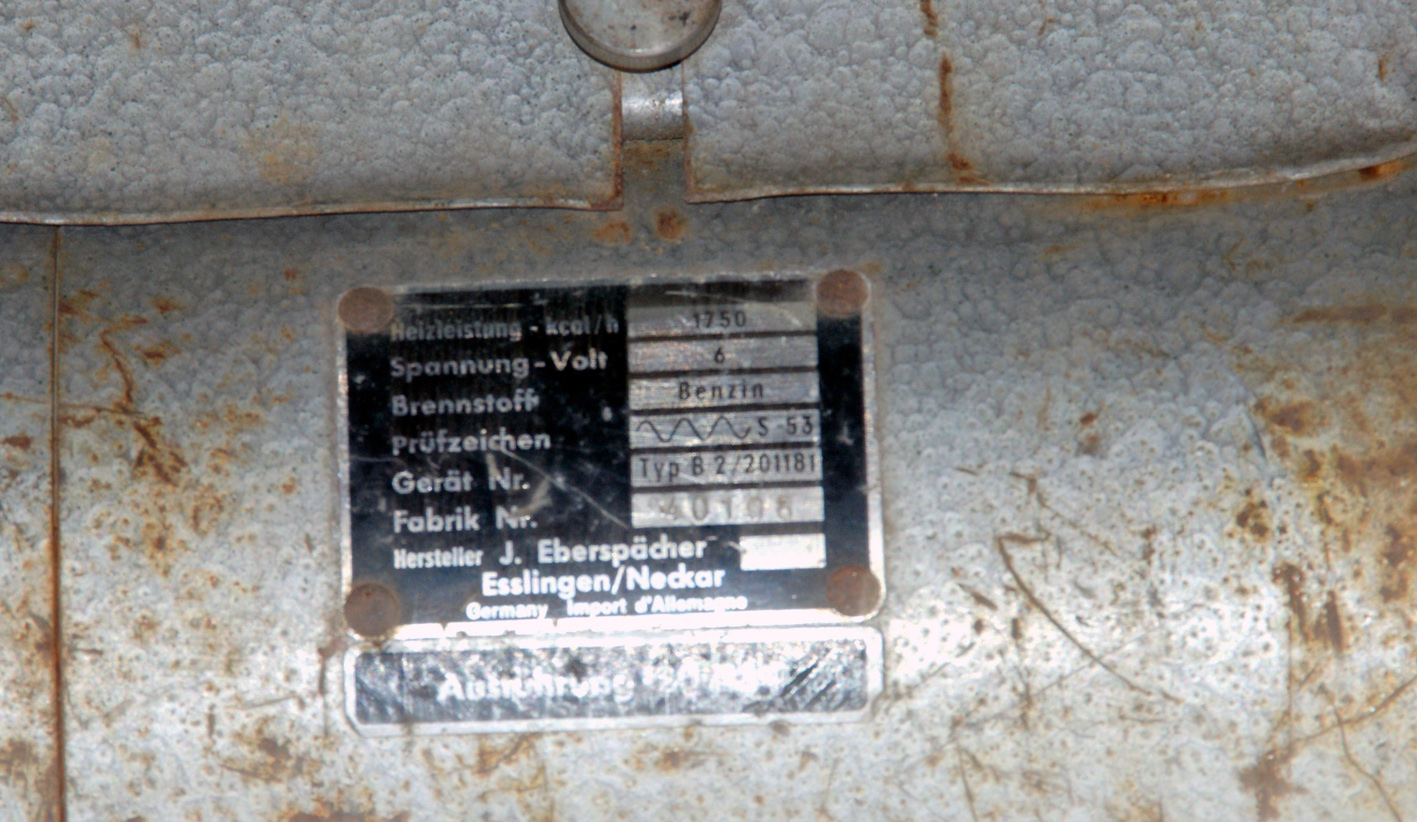 Heizleistung - kcal/h 1750
Spannung-Volt 6
Brennstoff Benzin
Prüfzeichen S 53
Gerät Nr. Typ B 2/201181
Fabrik Nr.
Hersteller J. Eberspächer
Esslingen/Neckar
Germany Import d'Allemagne
Ausführung